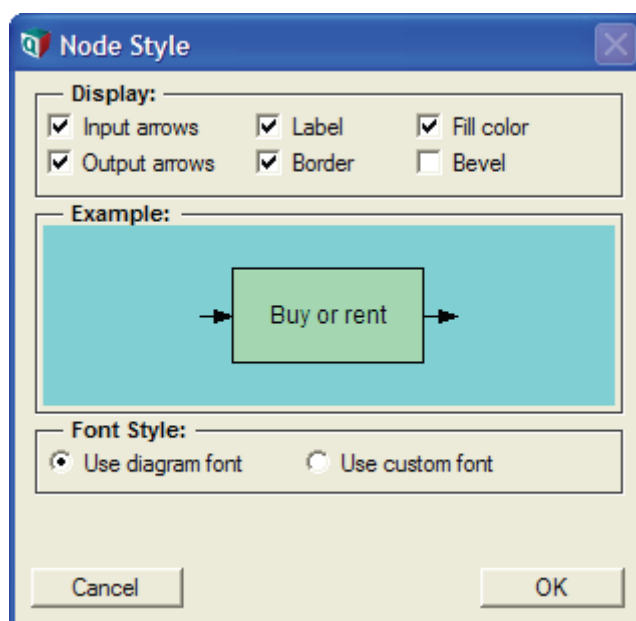 Node Style
Display:
Input arrows Label Fill color
Output arrows Border Bevel
Example:
Buy or rent
Font Style:
Use diagram font Use custom font
Cancel OK